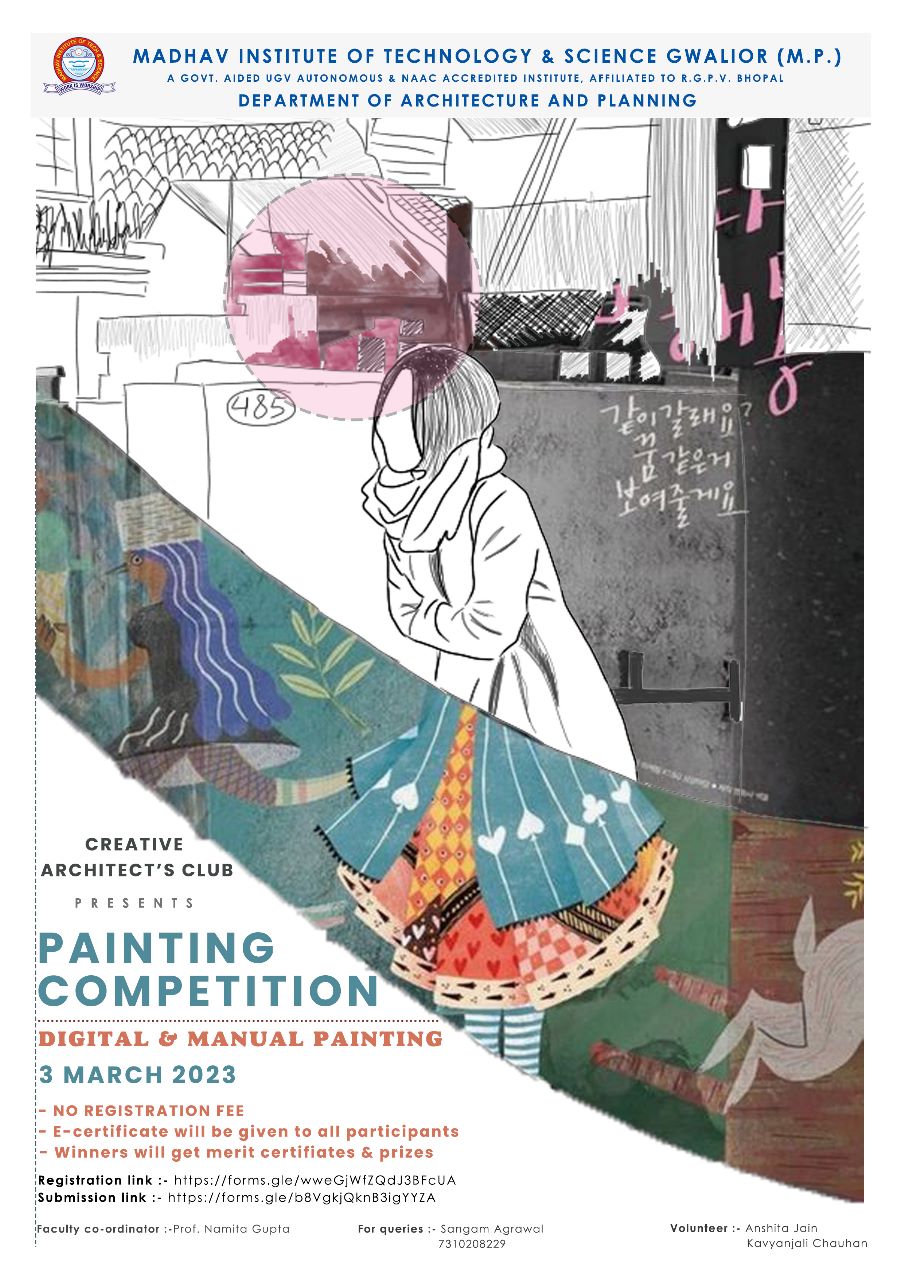 MADHAV INSTITUTE OF TECHNOLOGY & SCIENCE GWALIOR (M.P.)
A GOVT. AIDED UGV AUTONOMOUS & NAAC ACCREDITED INSTITUTE, AFFILIATED TO R.G.P.V. BHOPAL
DEPARTMENT OF ARCHITECTURE AND PLANNING
485
같이갈래요?
꿈같은거
보여줄게요
CREATIVE
ARCHITECT'S CLUB
PRESENTS
PAINTING
COMPETITION
DIGITAL & MANUAL PAINTING
3 MARCH 2023
- NO REGISTRATION FEE
- E-certificate will be given to all participants
- Winners will get merit certifiates & prizes
Registration link :- https://forms.gle/wweGjWfZQdJ3BFcUA
Submission link :- https://forms.gle/b8VgkjQknB3igYYZA
Faculty co-ordinator :-Prof. Namita Gupta
For queries :- Sangam Agrawal
7310208229
Volunteer :- Anshita Jain
Kavyanjali Chauhan